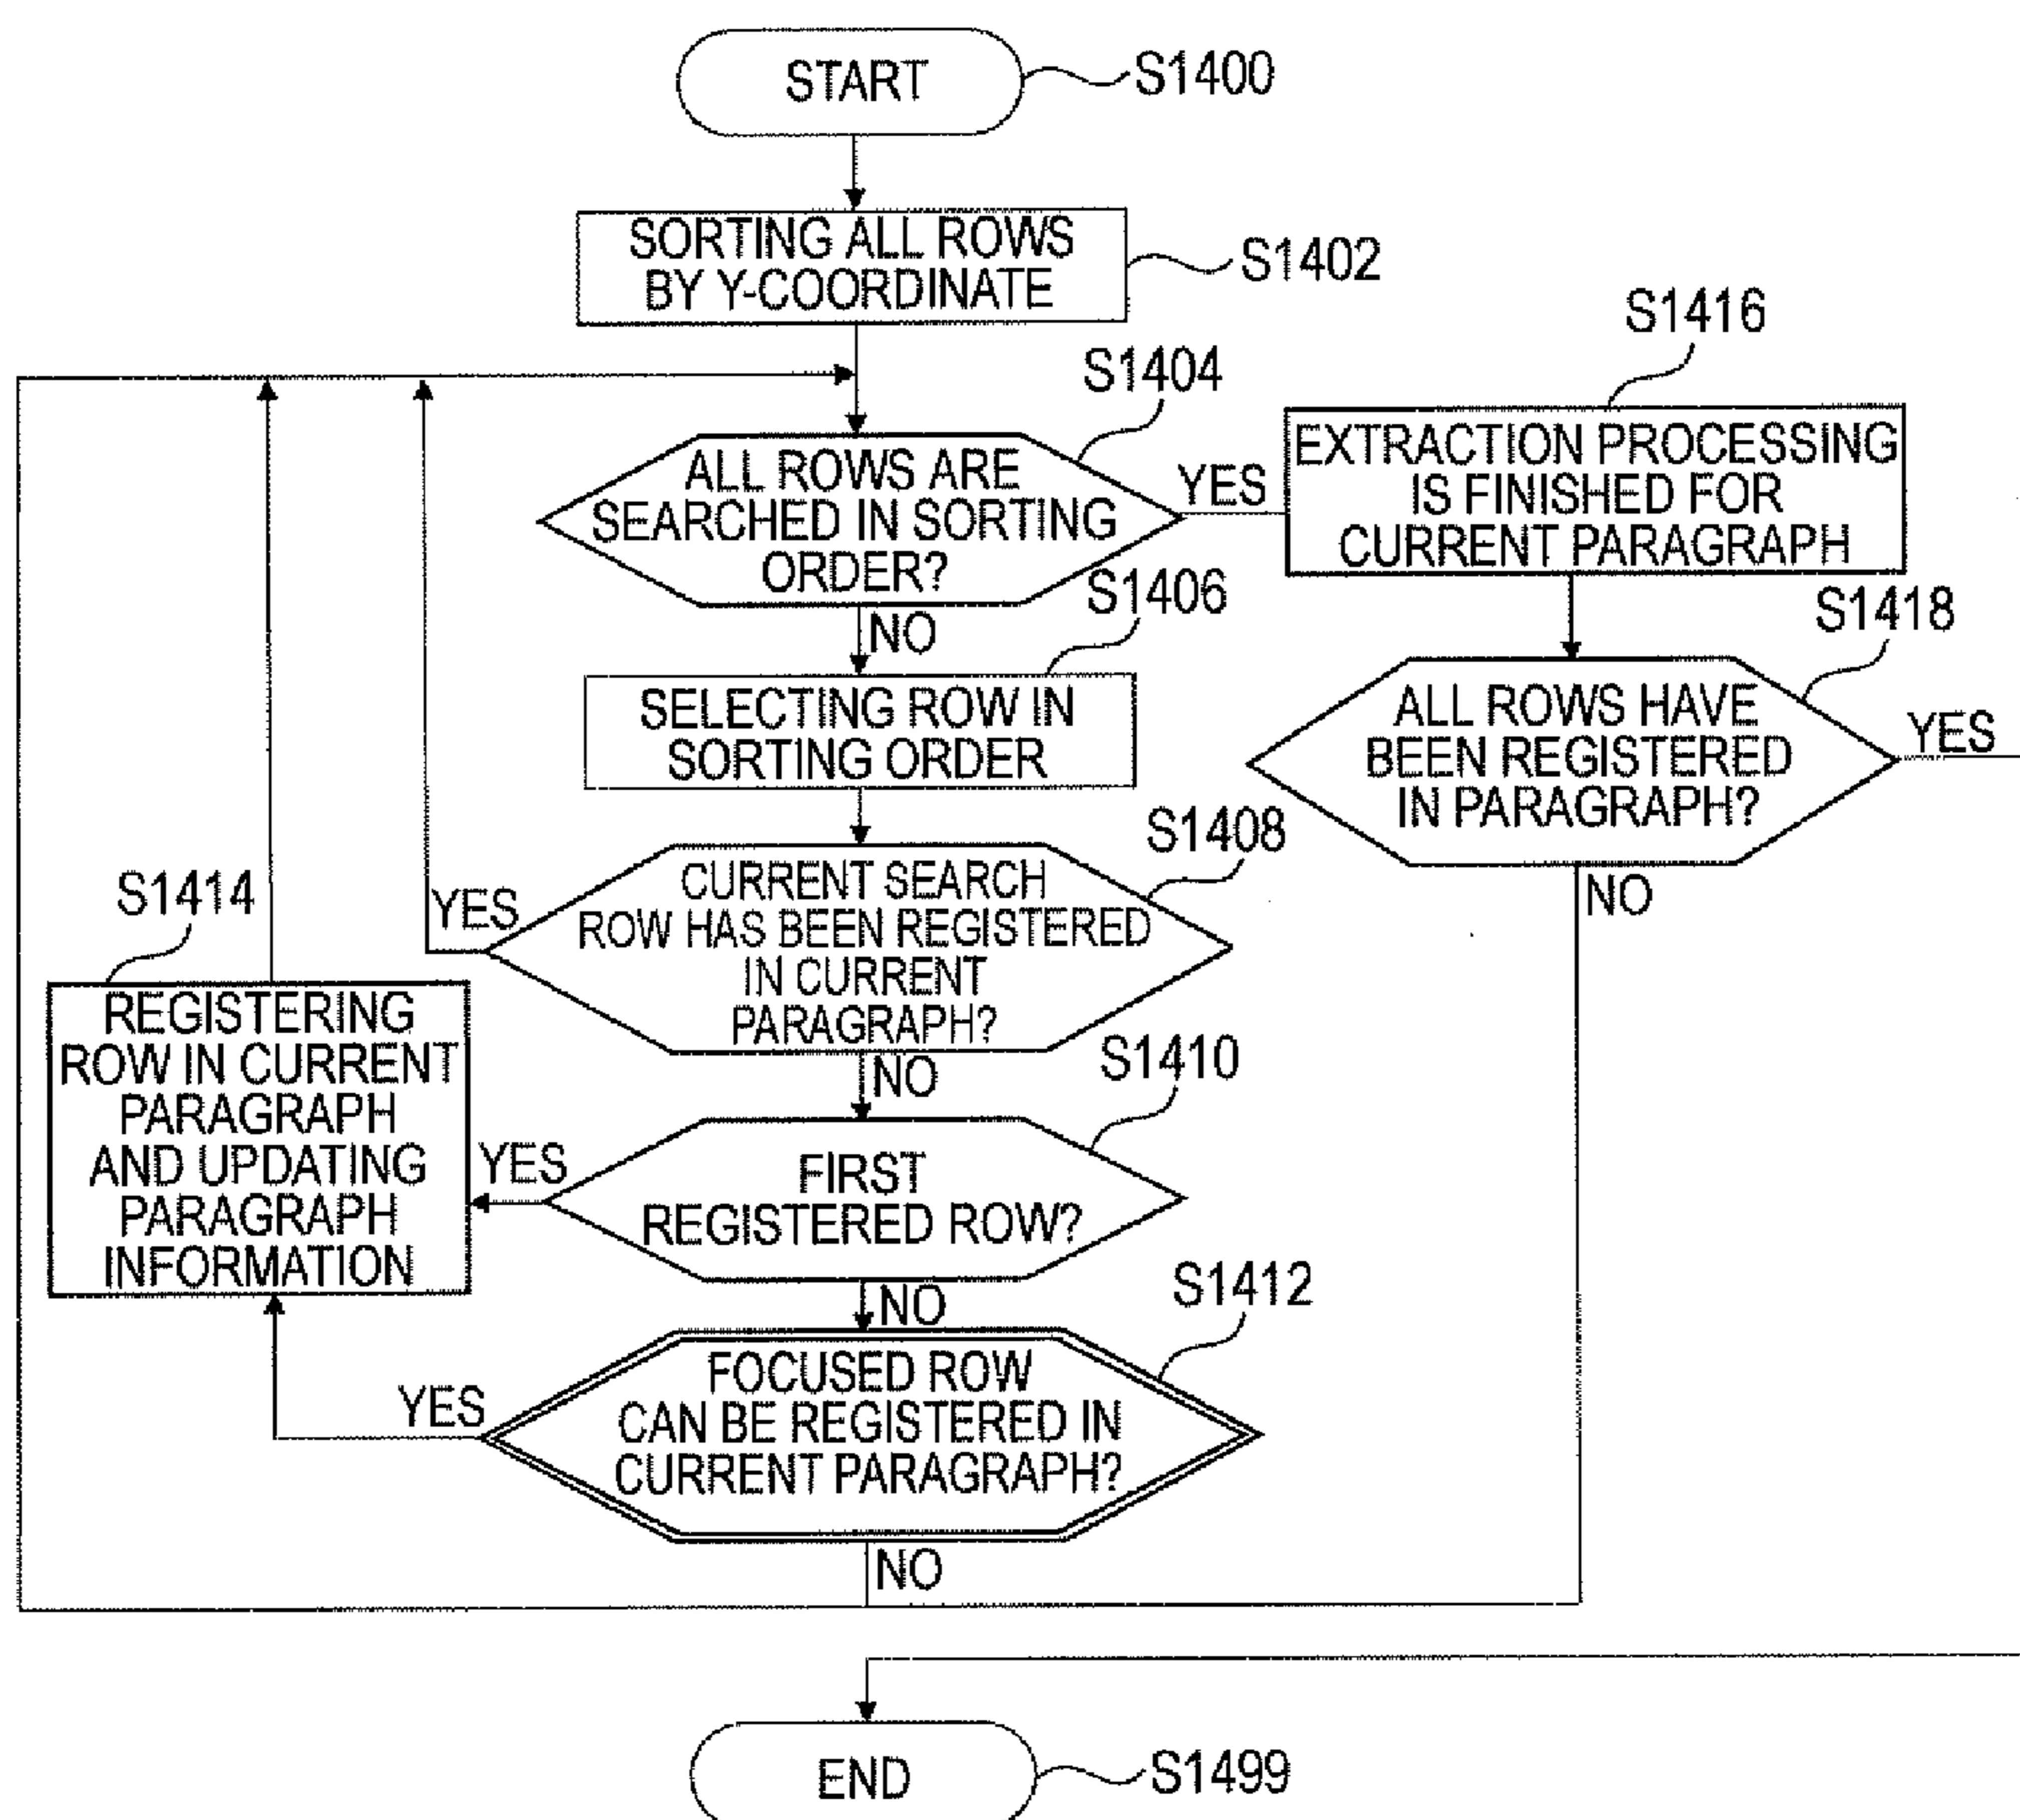 START
S1400
SORTING ALL ROWS
BY Y-COORDINATE
S1402
S1404
ALL ROWS ARE
SEARCHED IN SORTING
ORDER?
YES
NO
S1416
EXTRACTION PROCESSING
IS FINISHED FOR
CURRENT PARAGRAPH
S1406
SELECTING ROW IN
SORTING ORDER
S1418
ALL ROWS HAVE
BEEN REGISTERED
IN PARAGRAPH?
YES
NO
S1408
CURRENT SEARCH
ROW HAS BEEN REGISTERED
IN CURRENT
PARAGRAPH?
YES
NO
S1414
REGISTERING
ROW IN CURRENT
PARAGRAPH
AND UPDATING
PARAGRAPH
INFORMATION
S1410
FIRST
REGISTERED ROW?
YES
NO
S1412
FOCUSED ROW
CAN BE REGISTERED IN
CURRENT PARAGRAPH?
YES
NO
END
S1499